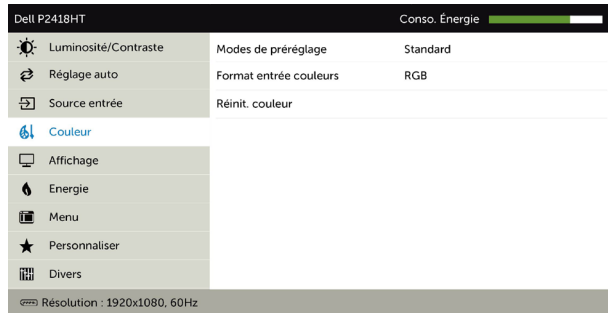 Dell P2418HT Conso. Énergie
Luminosité/Contraste Modes de préréglage Standard
Réglage auto Format entrée couleurs RGB
Source entrée Réinit. couleur
Couleur
Affichage
Energie
Menu
Personnaliser
Divers
Résolution : 1920x1080, 60Hz